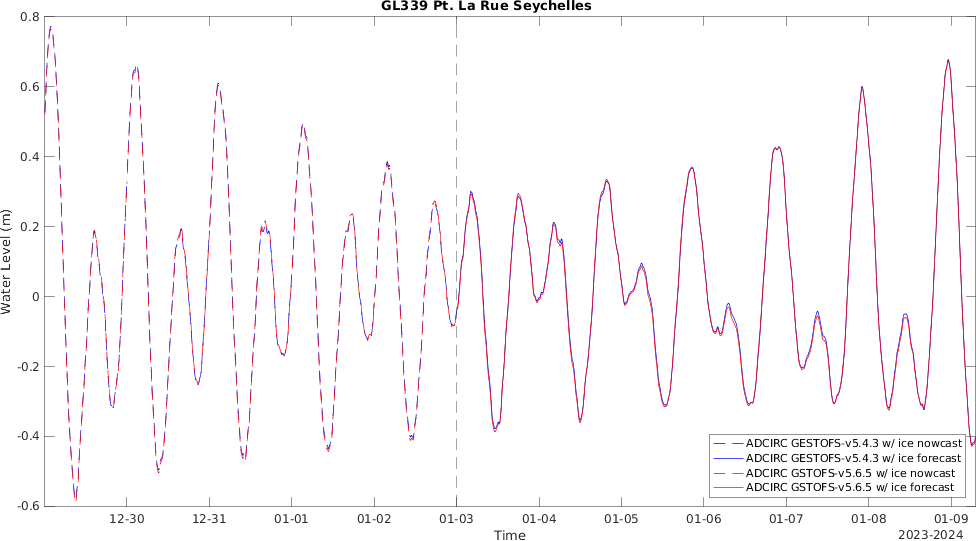 GL339 Pt. La Rue Seychelles
0.8
0.6
0.4
0.2
0
-0.2
-0.4
-0.6
Water Level (m)
ADCIRC GESTOFS-v5.4.3 w/ ice nowcast
ADCIRC GESTOFS-v5.4.3 w/ ice forecast
ADCIRC GSTOFS-v5.6.5 w/ ice nowcast
ADCIRC GSTOFS-v5.6.5 w/ ice forecast
12-30 12-31 01-01 01-02 01-03 01-04 01-05 01-06 01-07 01-08 01-09
Time
2023-2024